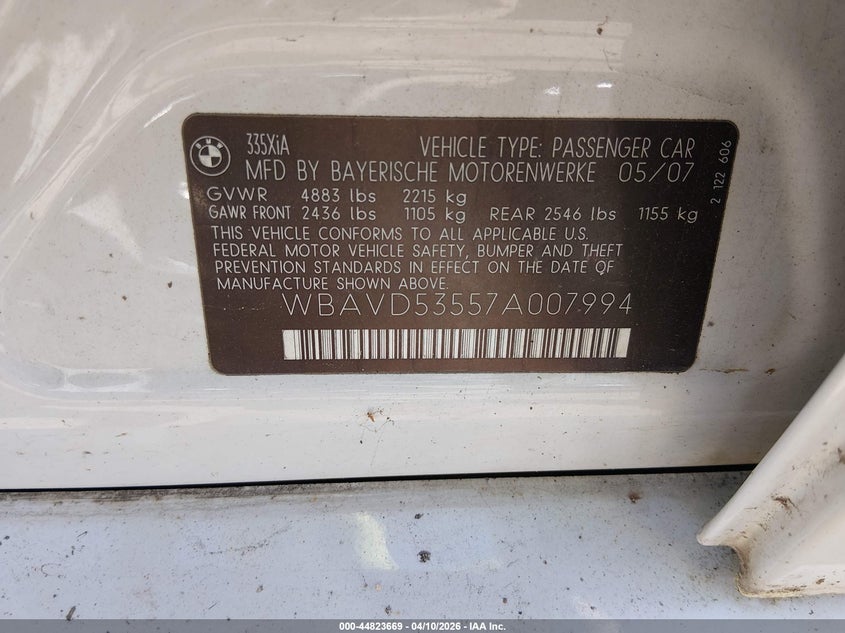 BMW
335XiA VEHICLE TYPE: PASSENGER CAR
MFD BY BAYERISCHE MOTORENWERKE 05/07
GVWR 4883 lbs 2215 kg
GAWR FRONT 2436 lbs 1105 kg REAR 2546 lbs 1155 kg
THIS VEHICLE CONFORMS TO ALL APPLICABLE U.S.
FEDERAL MOTOR VEHICLE SAFETY, BUMPER AND THEFT
PREVENTION STANDARDS IN EFFECT ON THE DATE OF
MANUFACTURE SHOWN ABOVE.
WBAVD53557A007994
2 122 606
000-44823669 - 04/10/2026 - IAA Inc.